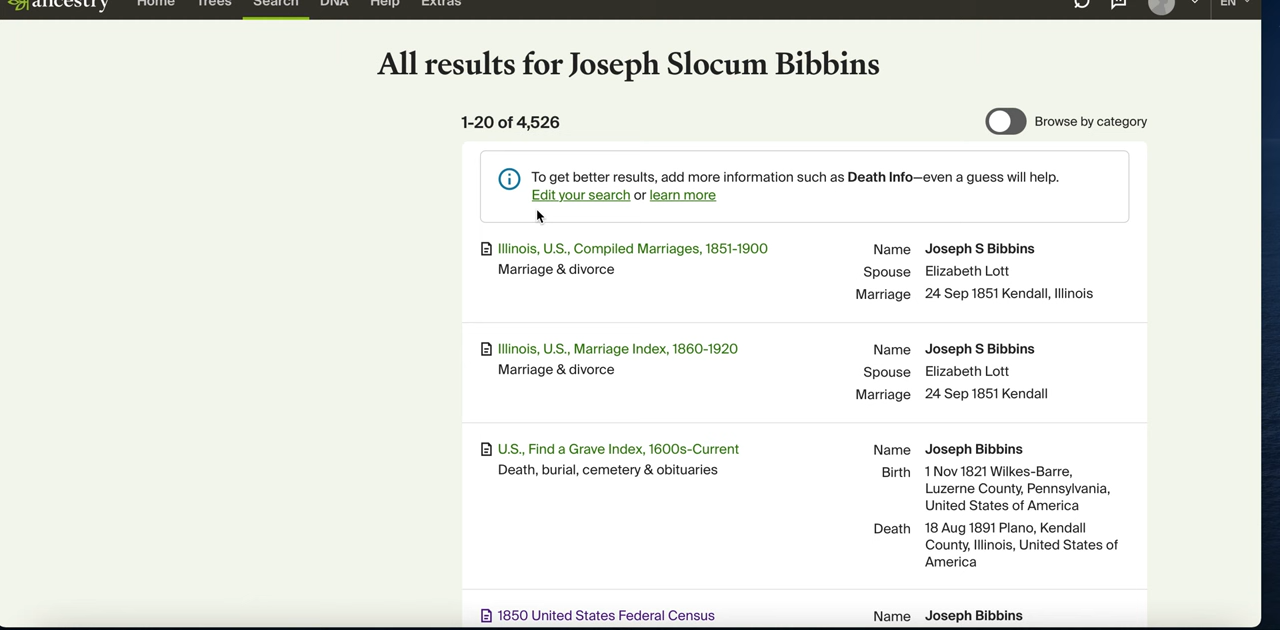 ancestry Home Trees Search DNA Help Extras EN
All results for Joseph Slocum Bibbins
1-20 of 4,526
Browse by category
To get better results, add more information such as Death Info—even a guess will help.
Edit your search or learn more
Illinois, U.S., Compiled Marriages, 1851-1900
Marriage & divorce
Name Joseph S Bibbins
Spouse Elizabeth Lott
Marriage 24 Sep 1851 Kendall, Illinois
Illinois, U.S., Marriage Index, 1860-1920
Marriage & divorce
Name Joseph S Bibbins
Spouse Elizabeth Lott
Marriage 24 Sep 1851 Kendall
U.S., Find a Grave Index, 1600s-Current
Death, burial, cemetery & obituaries
Name Joseph Bibbins
Birth 1 Nov 1821 Wilkes-Barre,
Luzerne County, Pennsylvania,
United States of America
Death 18 Aug 1891 Plano, Kendall
County, Illinois, United States of
America
1850 United States Federal Census
Name Joseph Bibbins